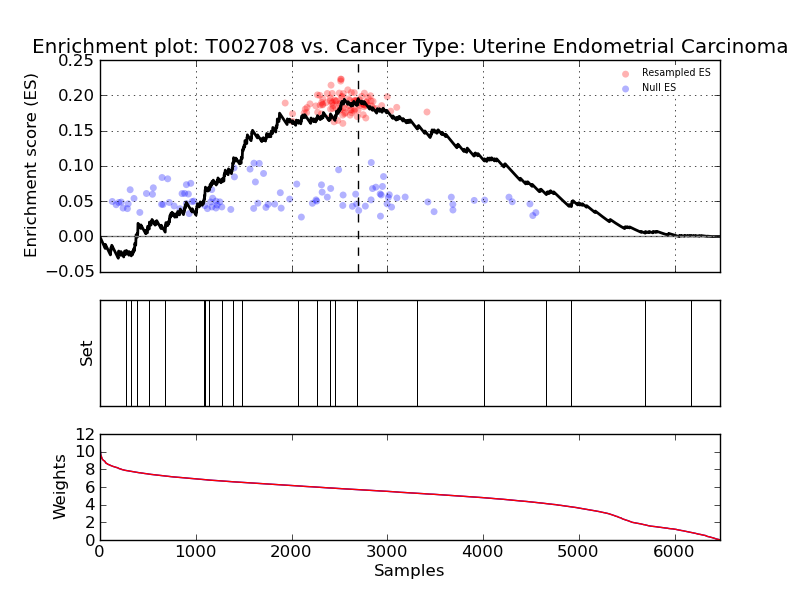 Enrichment plot: T002708 vs. Cancer Type: Uterine Endometrial Carcinoma
0.25
0.20
0.15
0.10
0.05
0.00
−0.05
Enrichment score (ES)
Resampled ES
Null ES
Set
12
10
8
6
4
2
0
Weights
0 1000 2000 3000 4000 5000 6000
Samples